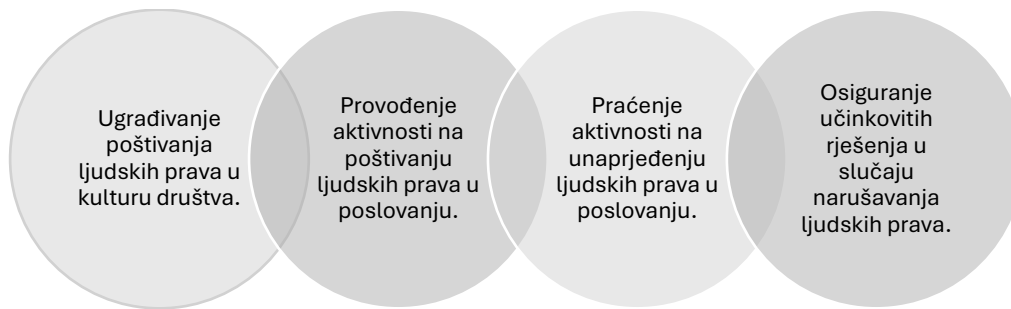 Ugrađivanje
poštivanja
ljudskih prava u
kulturu društva.
Provođenje
aktivnosti na
poštivanju
ljudskih prava u
poslovanju.
Praćenje
aktivnosti na
unaprjeđenju
ljudskih prava u
poslovanju.
Osiguranje
učinkovitih
rješenja u
slučaju
narušavanja
ljudskih prava.